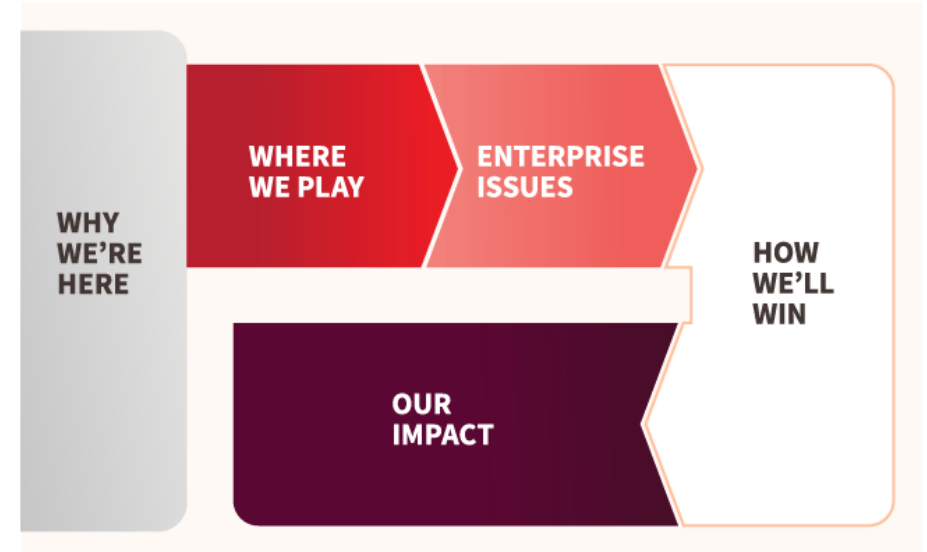 WHY
WE’RE
HERE
WHERE
WE PLAY
ENTERPRISE
ISSUES
HOW
WE’LL
WIN
OUR
IMPACT